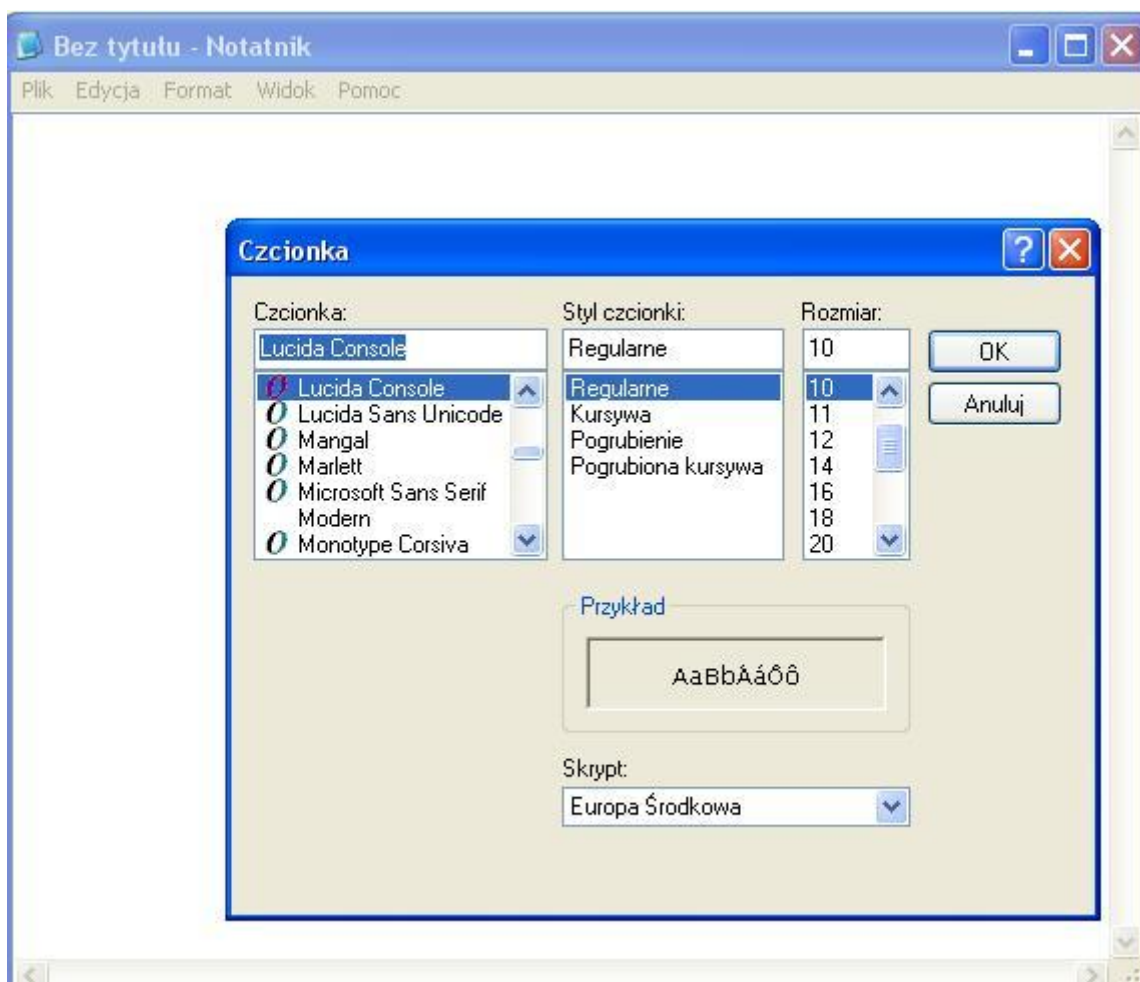 Bez tytułu - Notatnik
Plik Edycja Format Widok Pomoc
Czcionka
Czcionka:
Lucida Console
Lucida Console
Lucida Sans Unicode
Mangal
Marlett
Microsoft Sans Serif
Modern
Monotype Corsiva
Styl czcionki:
Regularne
Regularne
Kursywa
Pogrubienie
Pogrubiona kursywa
Rozmiar:
10
10
11
12
14
16
18
20
OK
Anuluj
Przykład
AaBbÁáÔô
Skrypt:
Europa Środkowa